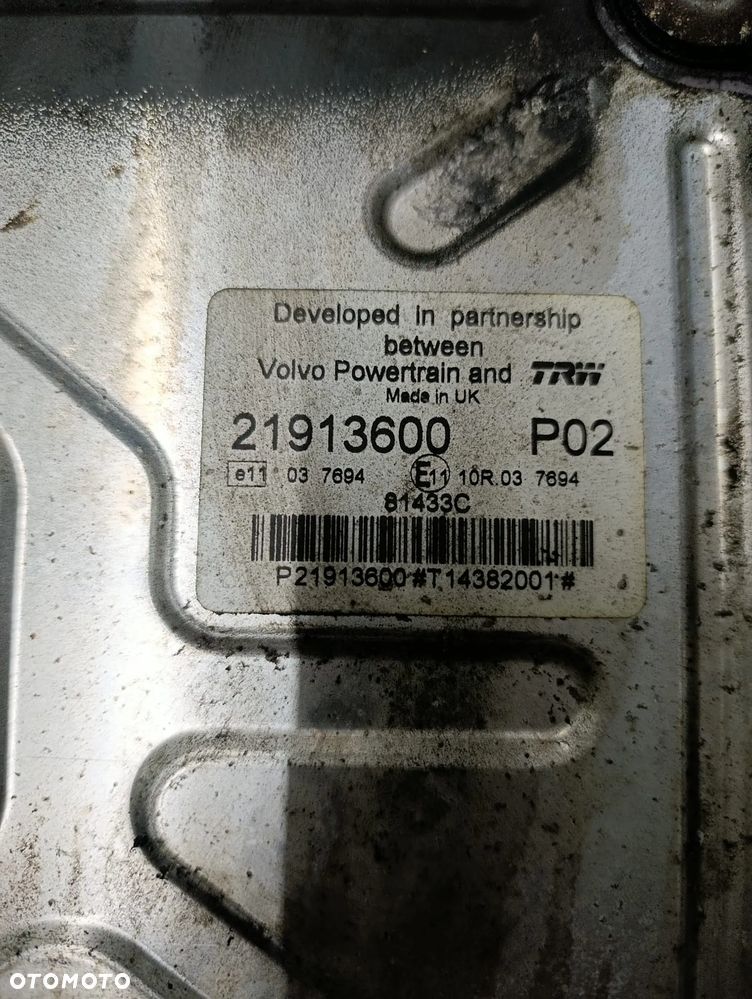 Developed in partnership
between
Volvo Powertrain and TRW
Made in UK
21913600 P02
e11 03 7694 E11 10R.03 7694
81433C
P21913600#T14382001#
OTOMOTO